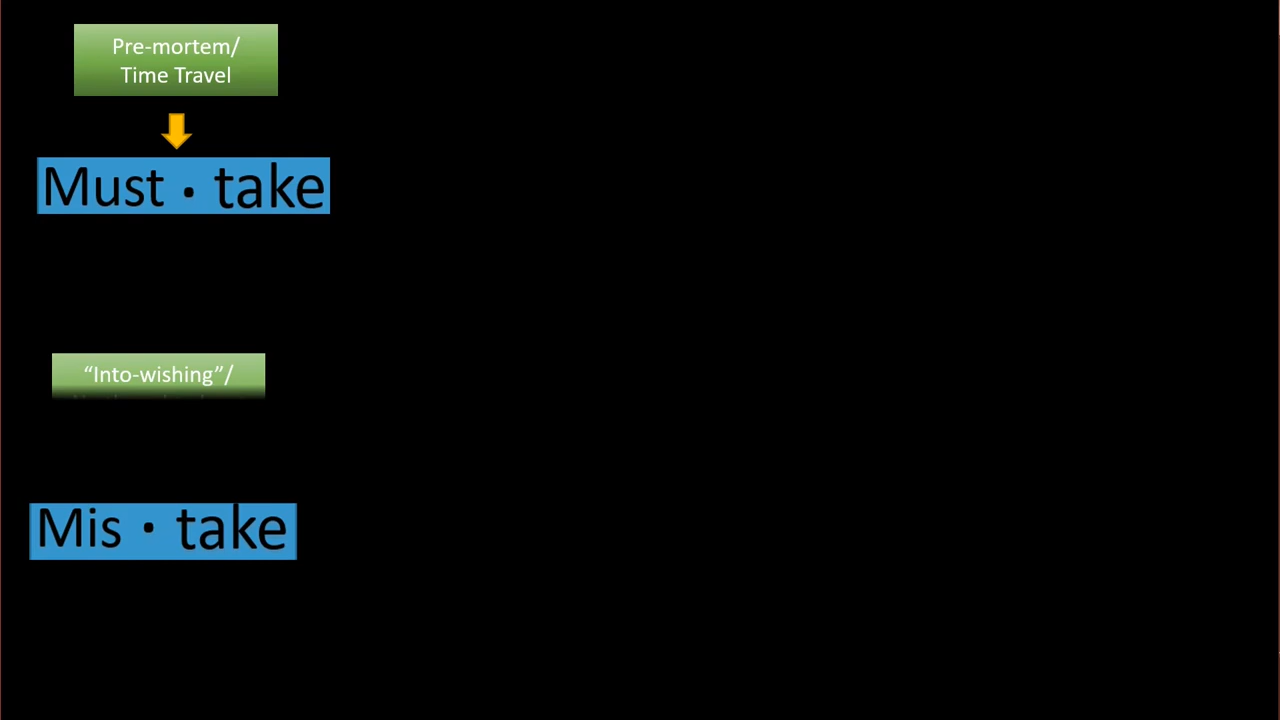 Pre-mortem/
Time Travel
Must • take
“Into-wishing”/
Mis • take